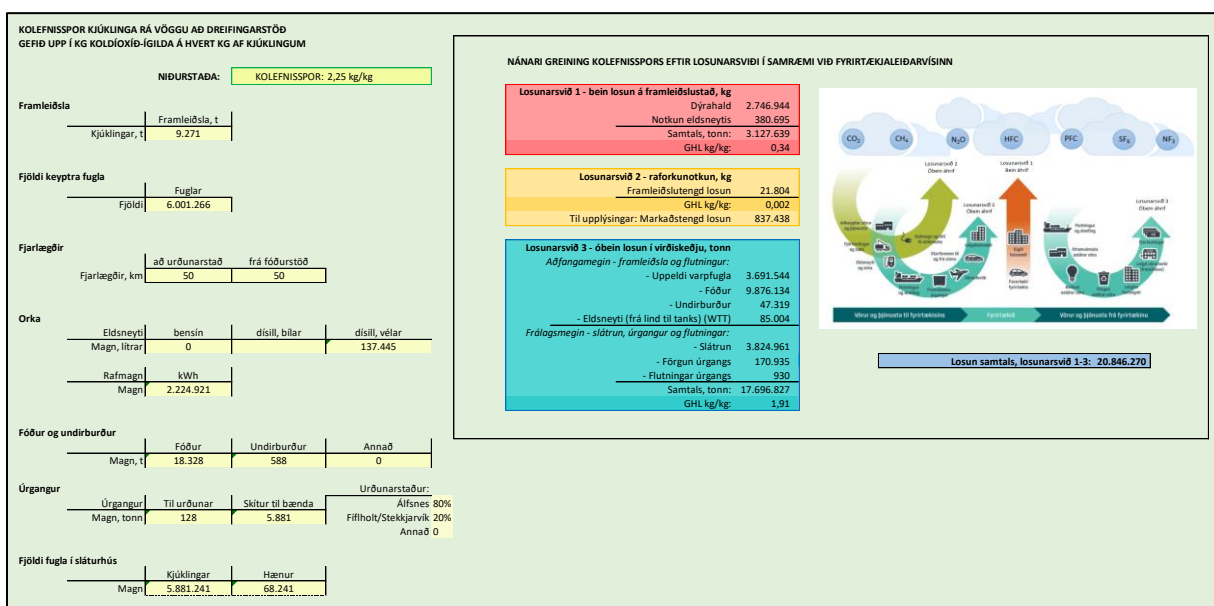 KOLEFNISSPOR KJÚKLINGA RÁ VÖGGU AÐ DREIFINGARSTÖÐ
GEFIÐ UPP Í KG KOLDÍOXÍÐ-ÍGILDA Á HVERT KG AF KJÚKLINGUM
NIÐURSTAÐA: KOLEFNISSPOR: 2,25 kg/kg
Framleiðsla
Framleiðsla, t
Kjúklingar, t 9.271
Fjöldi keyptra fugla
Fuglar
Fjöldi 6.001.266
Fjarlægðir
að urðunarstað frá fóðurstöð
Fjarlægðir, km 50 50
Orka
Eldsneyti bensín dísill, bílar dísill, vélar
Magn, lítrar 0 137.445
Rafmagn kWh
Magn 2.224.921
Fóður og undirburður
Fóður Undirburður Annað
Magn, t 18.328 588 0
Úrgangur Urðunarstaður:
Úrgangur Til urðunar Skítur til bænda Álfsnes 80%
Magn, tonn 128 5.881 Fíflholt/Stekkjarvík 20%
Annað 0
Fjöldi fugla í sláturhús
Kjúklingar Hænur
Magn 5.881.241 68.241
NÁNARI GREINING KOLEFNISSPORS EFTIR LOSUNARSVIÐI Í SAMRÆMI VIÐ FYRIRTÆKJALEIÐARVÍSINN
Losunarsvið 1 - bein losun á framleiðslustað, kg
Dýrahald 2.746.944
Notkun eldsneytis 380.695
Samtals, tonn: 3.127.639
GHL kg/kg: 0,34
Losunarsvið 2 - raforkunotkun, kg
Framleiðslutengd losun 21.804
GHL kg/kg: 0,002
Til upplýsingar: Markaðstengd losun 837.438
Losunarsvið 3 - óbein losun í virðiskeðju, tonn
Aðfangamegin - framleiðsla og flutningur:
- Uppeldi varpfugla 3.691.544
- Fóður 9.876.134
- Undirburður 47.319
- Eldsneyti (frá lind til tanks) (WTT) 85.004
Frálagsmegin - slátrun, úrgangur og flutningar:
- Slátrun 3.824.961
- Förgun úrgangs 170.935
- Flutningar úrgangs 930
Samtals, tonn: 17.696.827
GHL kg/kg: 1,91
CO₂ CH₄ N₂O HFC PFC SF₆ NF₃
Losunarsvið 2
Óbein áhrif
Losunarsvið 1
Bein áhrif
Losunarsvið 3
Óbein áhrif
Losunarsvið 3
Óbein áhrif
Vörur og þjónusta til fyrirtækisins
Fyrirtækið
Vörur og þjónusta frá fyrirtækinu
Losun samtals, losunarsvið 1-3: 20.846.270